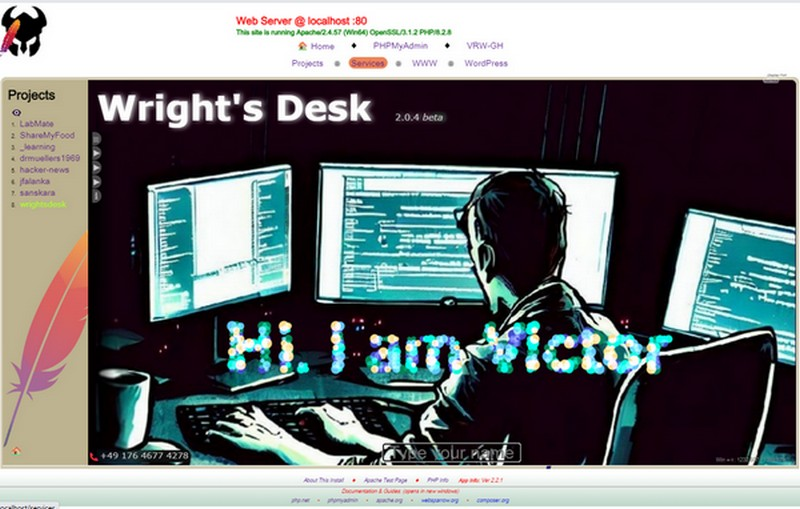 Web Server @ localhost :80
This site is running Apache/2.4.57 (Win64) OpenSSL/3.1.2 PHP/8.2.8
Home PHPMyAdmin VRW-GH
Projects Services WWW WordPress
Projects
1. LabMate
2. ShareMyFood
3. _learning
4. drmuellers1969
5. hacker-news
6. jfalanka
7. sanskara
8. wrightsdesk
Wright's Desk
2.0.4 beta
Hi. I am Victor
Type Your name
+49 176 4677 4278
About This Install Apache Test Page PHP Info App Info: Ver 2.2.1
Documentation & Guides (opens in new windows)
php.net phpmyadmin apache.org websparrow.org composer.org